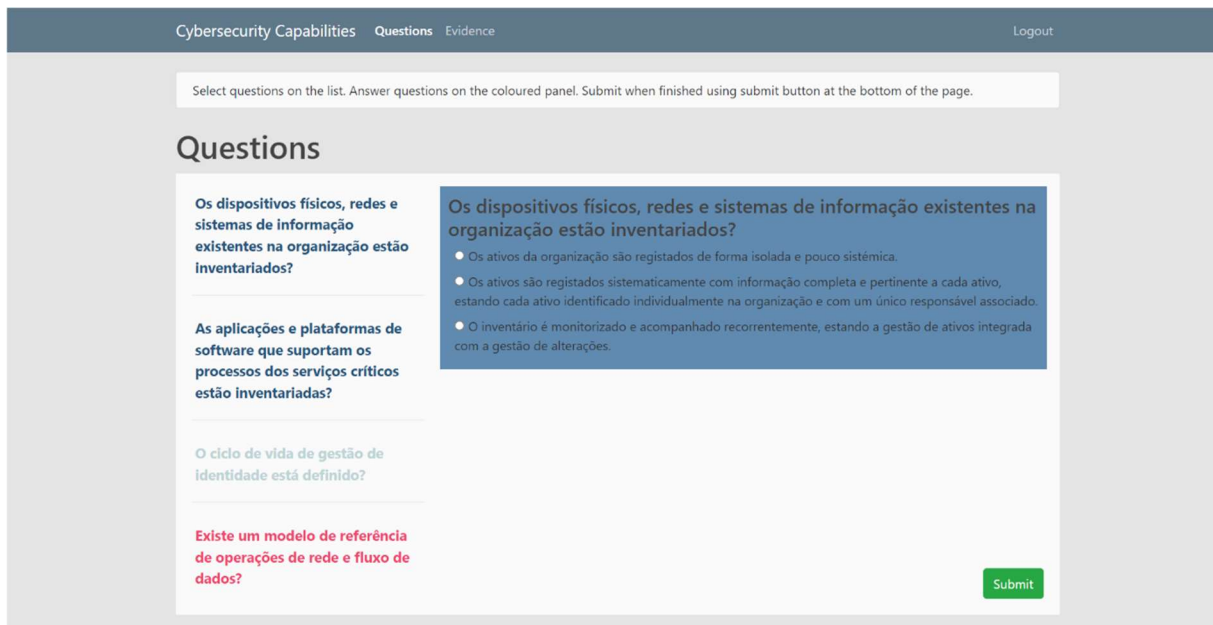 Cybersecurity Capabilities Questions Evidence Logout
Select questions on the list. Answer questions on the coloured panel. Submit when finished using submit button at the bottom of the page.
Questions
Os dispositivos físicos, redes e
sistemas de informação
existentes na organização estão
inventariados?
As aplicações e plataformas de
software que suportam os
processos dos serviços críticos
estão inventariadas?
O ciclo de vida de gestão de
identidade está definido?
Existe um modelo de referência
de operações de rede e fluxo de
dados?
Os dispositivos físicos, redes e sistemas de informação existentes na
organização estão inventariados?
Os ativos da organização são registados de forma isolada e pouco sistémica.
Os ativos são registados sistematicamente com informação completa e pertinente a cada ativo,
estando cada ativo identificado individualmente na organização e com um único responsável associado.
O inventário é monitorizado e acompanhado recorrentemente, estando a gestão de ativos integrada
com a gestão de alterações.
Submit